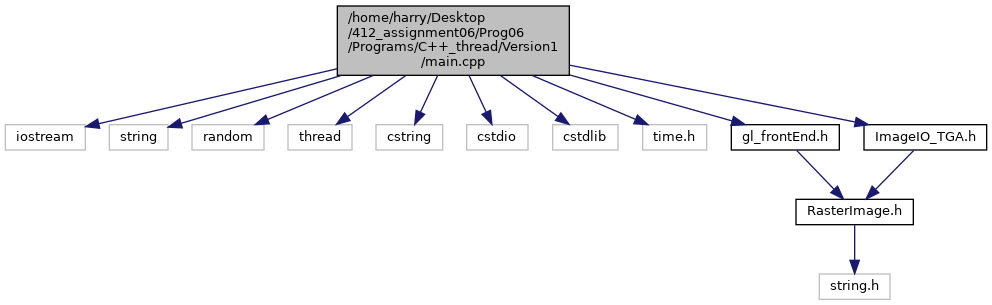 /home/harry/Desktop
/412_assignment06/Prog06
/Programs/C++_thread/Version1
/main.cpp
iostream
string
random
thread
cstring
cstdio
cstdlib
time.h
gl_frontEnd.h
ImageIO_TGA.h
RasterImage.h
string.h